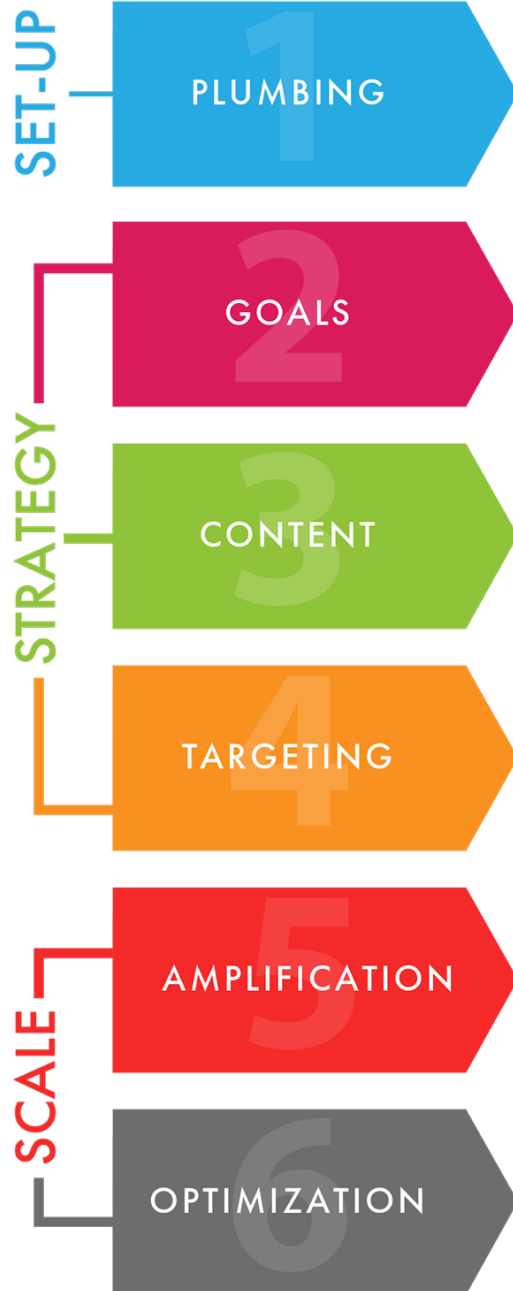 SET-UP
1
PLUMBING
STRATEGY
2
GOALS
3
CONTENT
4
TARGETING
SCALE
5
AMPLIFICATION
6
OPTIMIZATION